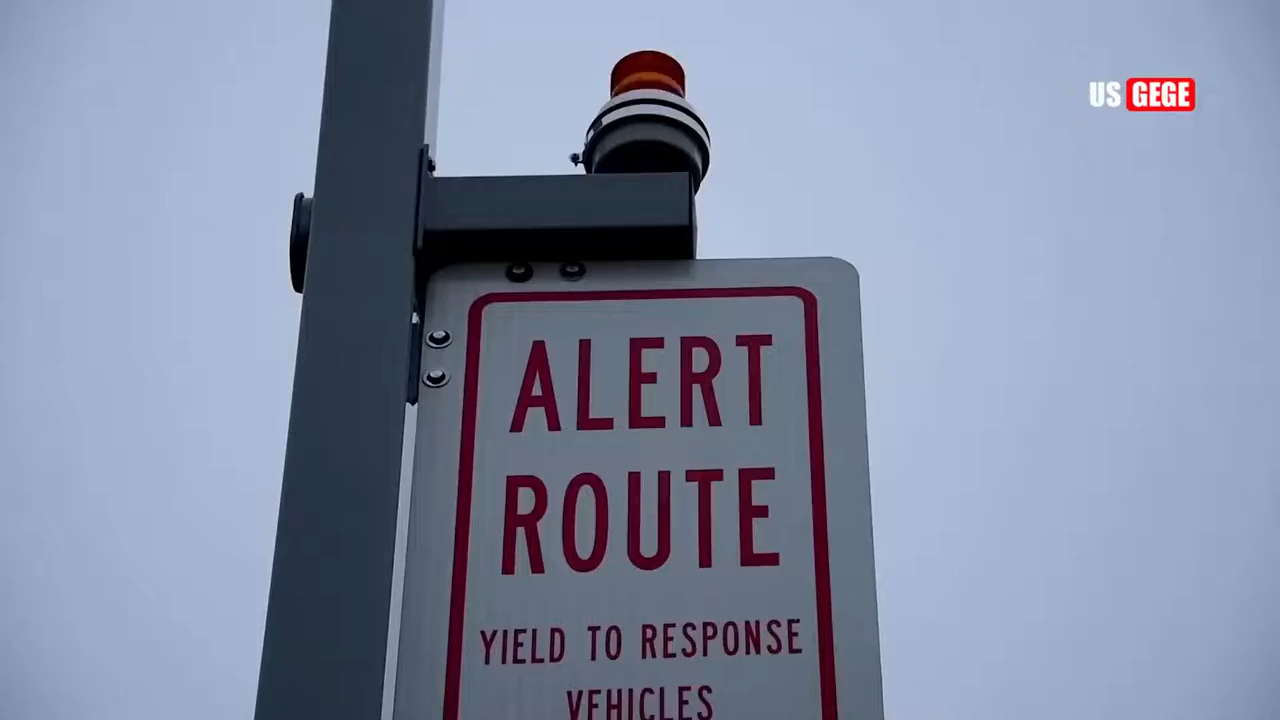 US GEGE
ALERT
ROUTE
YIELD TO RESPONSE
VEHICLES